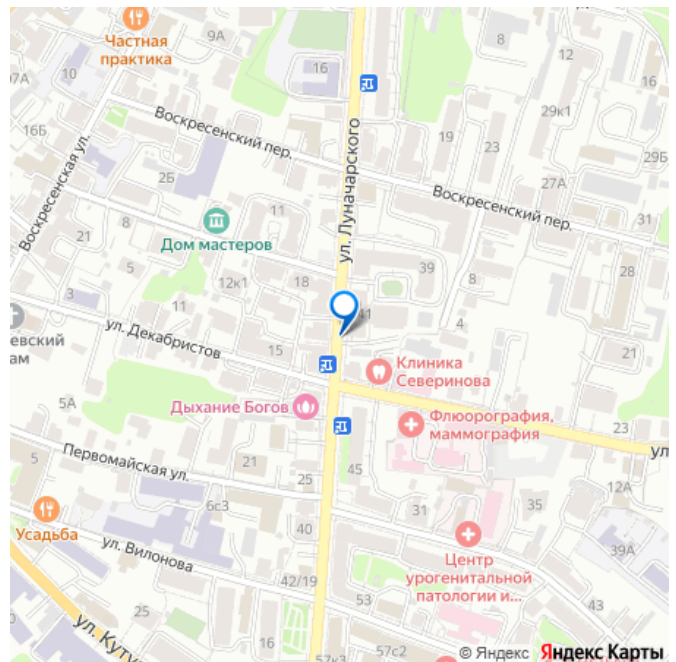 Частная
практика
9А
8
12
16
97А
10
16
29к1
16Б
Воскресенский пер.
19
23
29Б
Воскресенская ул.
2Б
27А
Воскресенский пер.
31
ул. Луначарского
21
8
11
Дом мастеров
5
12к1
18
39
8
28
3
11
41
4
евский
ам
ул. Декабристов
15
21
Клиника
Северинова
5А
Дыхание Богов
Флюорография,
маммография
23
ул
Первомайская ул.
5
21
25
45
12А
6с3
31
35
Усадьба
40
39А
ул. Вилонова
Центр
урогенитальной
патологии и...
42/19
53
43
25
ул. Куту
16
57к3
57с2
© Яндекс Яндекс Карты